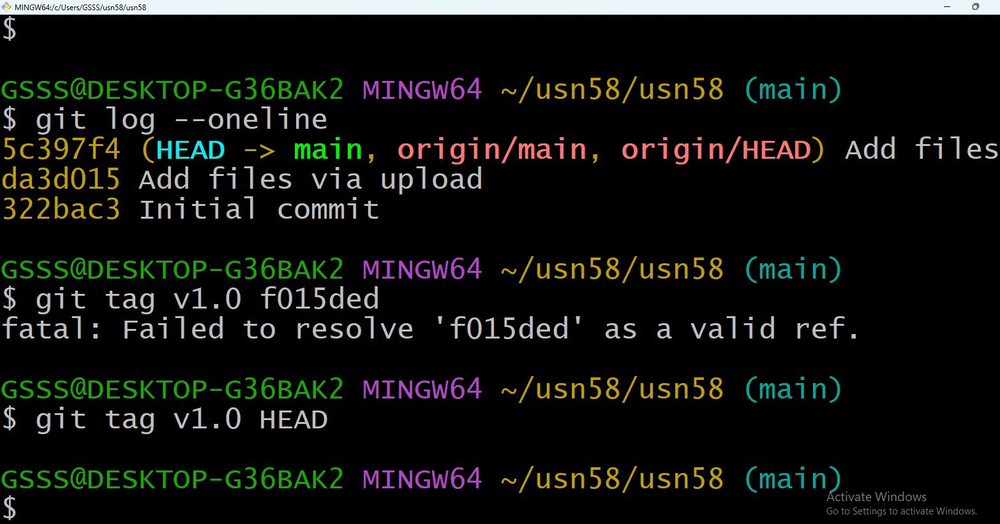 MINGW64:/c/Users/GSSS/usn58/usn58
$
GSSS@DESKTOP-G36BAK2 MINGW64 ~/usn58/usn58 (main)
$ git log --oneline
5c397f4 (HEAD -> main, origin/main, origin/HEAD) Add files
da3d015 Add files via upload
322bac3 Initial commit
GSSS@DESKTOP-G36BAK2 MINGW64 ~/usn58/usn58 (main)
$ git tag v1.0 f015ded
fatal: Failed to resolve 'f015ded' as a valid ref.
GSSS@DESKTOP-G36BAK2 MINGW64 ~/usn58/usn58 (main)
$ git tag v1.0 HEAD
GSSS@DESKTOP-G36BAK2 MINGW64 ~/usn58/usn58 (main)
$
Activate Windows
Go to Settings to activate Windows.